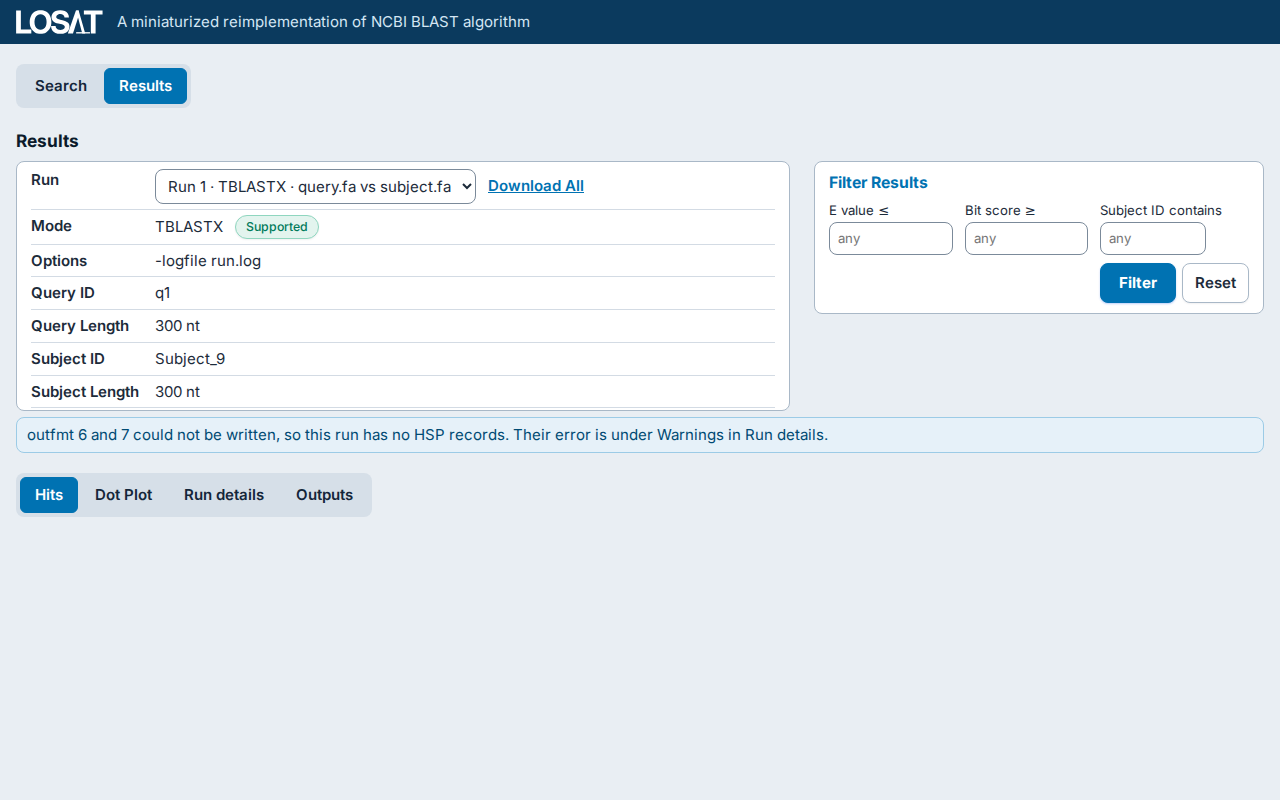 LOSAT A miniaturized reimplementation of NCBI BLAST algorithm
Search Results
Results
Run Run 1 · TBLASTX · query.fa vs subject.fa Download All
Mode TBLASTX Supported
Options -logfile run.log
Query ID q1
Query Length 300 nt
Subject ID Subject_9
Subject Length 300 nt
Filter Results
E value ≤ Bit score ≥ Subject ID contains
any any any
Filter Reset
outfmt 6 and 7 could not be written, so this run has no HSP records. Their error is under Warnings in Run details.
Hits Dot Plot Run details Outputs